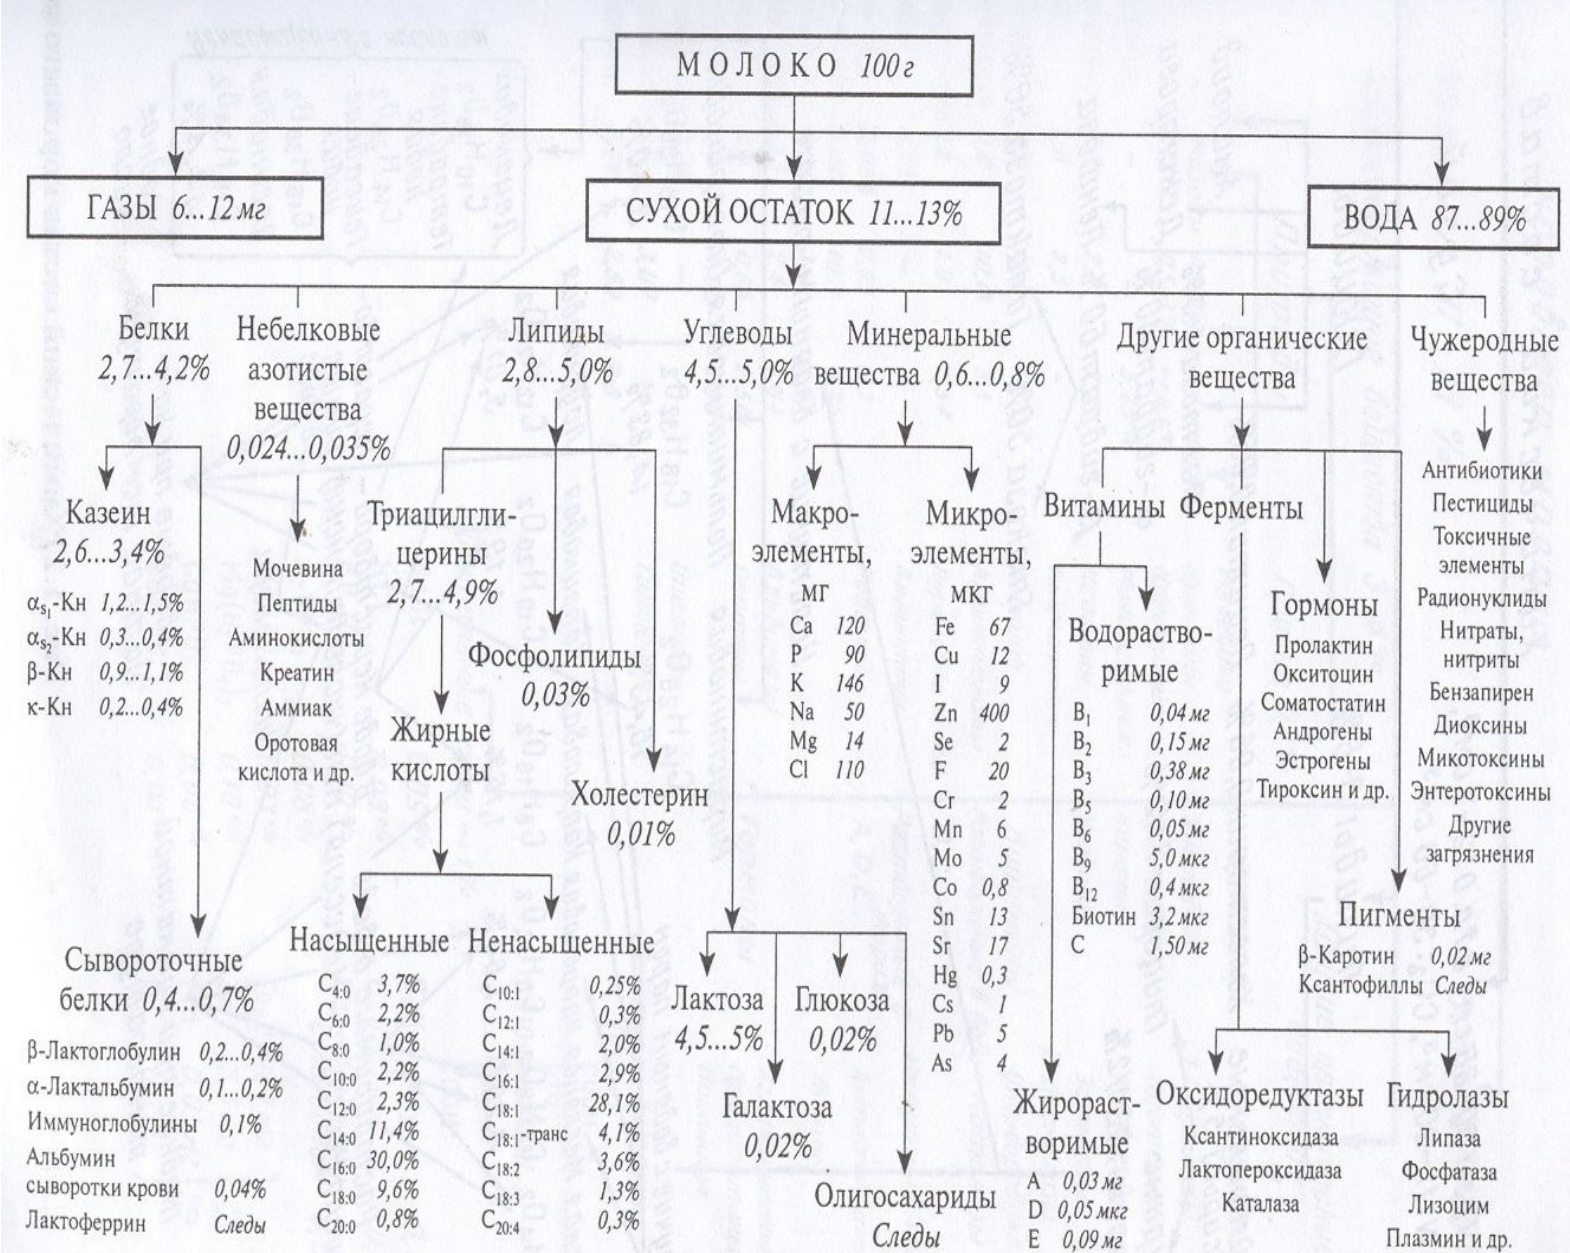 МОЛОКО 100 г
ГАЗЫ 6...12 мг
СУХОЙ ОСТАТОК 11...13%
ВОДА 87...89%
Белки
2,7...4,2%
Небелковые
азотистые
вещества
0,024...0,035%
Липиды
2,8...5,0%
Углеводы
4,5...5,0%
Минеральные
вещества 0,6...0,8%
Другие органические
вещества
Чужеродные
вещества
Казеин
2,6...3,4%
αs1-Кн 1,2...1,5%
αs2-Кн 0,3...0,4%
β-Кн 0,9...1,1%
κ-Кн 0,2...0,4%
Сывороточные
белки 0,4...0,7%
β-Лактоглобулин 0,2...0,4%
α-Лактальбумин 0,1...0,2%
Иммуноглобулины 0,1%
Альбумин
сыворотки крови 0,04%
Лактоферрин Следы
Мочевина
Пептиды
Аминокислоты
Креатин
Аммиак
Оротовая
кислота и др.
Триацилгли-
церины
2,7...4,9%
Фосфолипиды
0,03%
Холестерин
0,01%
Жирные
кислоты
Насыщенные
C4:0 3,7%
C6:0 2,2%
C8:0 1,0%
C10:0 2,2%
C12:0 2,3%
C14:0 11,4%
C16:0 30,0%
C18:0 9,6%
C20:0 0,8%
Ненасыщенные
C10:1 0,25%
C12:1 0,3%
C14:1 2,0%
C16:1 2,9%
C18:1 28,1%
C18:1-транс 4,1%
C18:2 3,6%
C18:3 1,3%
C20:4 0,3%
Лактоза
4,5...5%
Глюкоза
0,02%
Галактоза
0,02%
Олигосахариды
Следы
Макро-
элементы,
мг
Ca 120
P 90
K 146
Na 50
Mg 14
Cl 110
Микро-
элементы,
мкг
Fe 67
Cu 12
I 9
Zn 400
Se 2
F 20
Cr 2
Mn 6
Mo 5
Co 0,8
Sn 13
Sr 17
Hg 0,3
Cs 1
Pb 5
As 4
Витамины
Ферменты
Водораство-
римые
B1 0,04 мг
B2 0,15 мг
B3 0,38 мг
B5 0,10 мг
B6 0,05 мг
B9 5,0 мкг
B12 0,4 мкг
Биотин 3,2 мкг
C 1,50 мг
Жирораст-
воримые
A 0,03 мг
D 0,05 мкг
E 0,09 мг
Гормоны
Пролактин
Окситоцин
Соматостатин
Андрогены
Эстрогены
Тироксин и др.
Пигменты
β-Каротин 0,02 мг
Ксантофиллы Следы
Оксидоредуктазы
Ксантиноксидаза
Лактопероксидаза
Каталаза
Гидролазы
Липаза
Фосфатаза
Лизоцим
Плазмин и др.
Антибиотики
Пестициды
Токсичные
элементы
Радионуклиды
Нитраты,
нитриты
Бензапирен
Диоксины
Микотоксины
Энтеротоксины
Другие
загрязнения